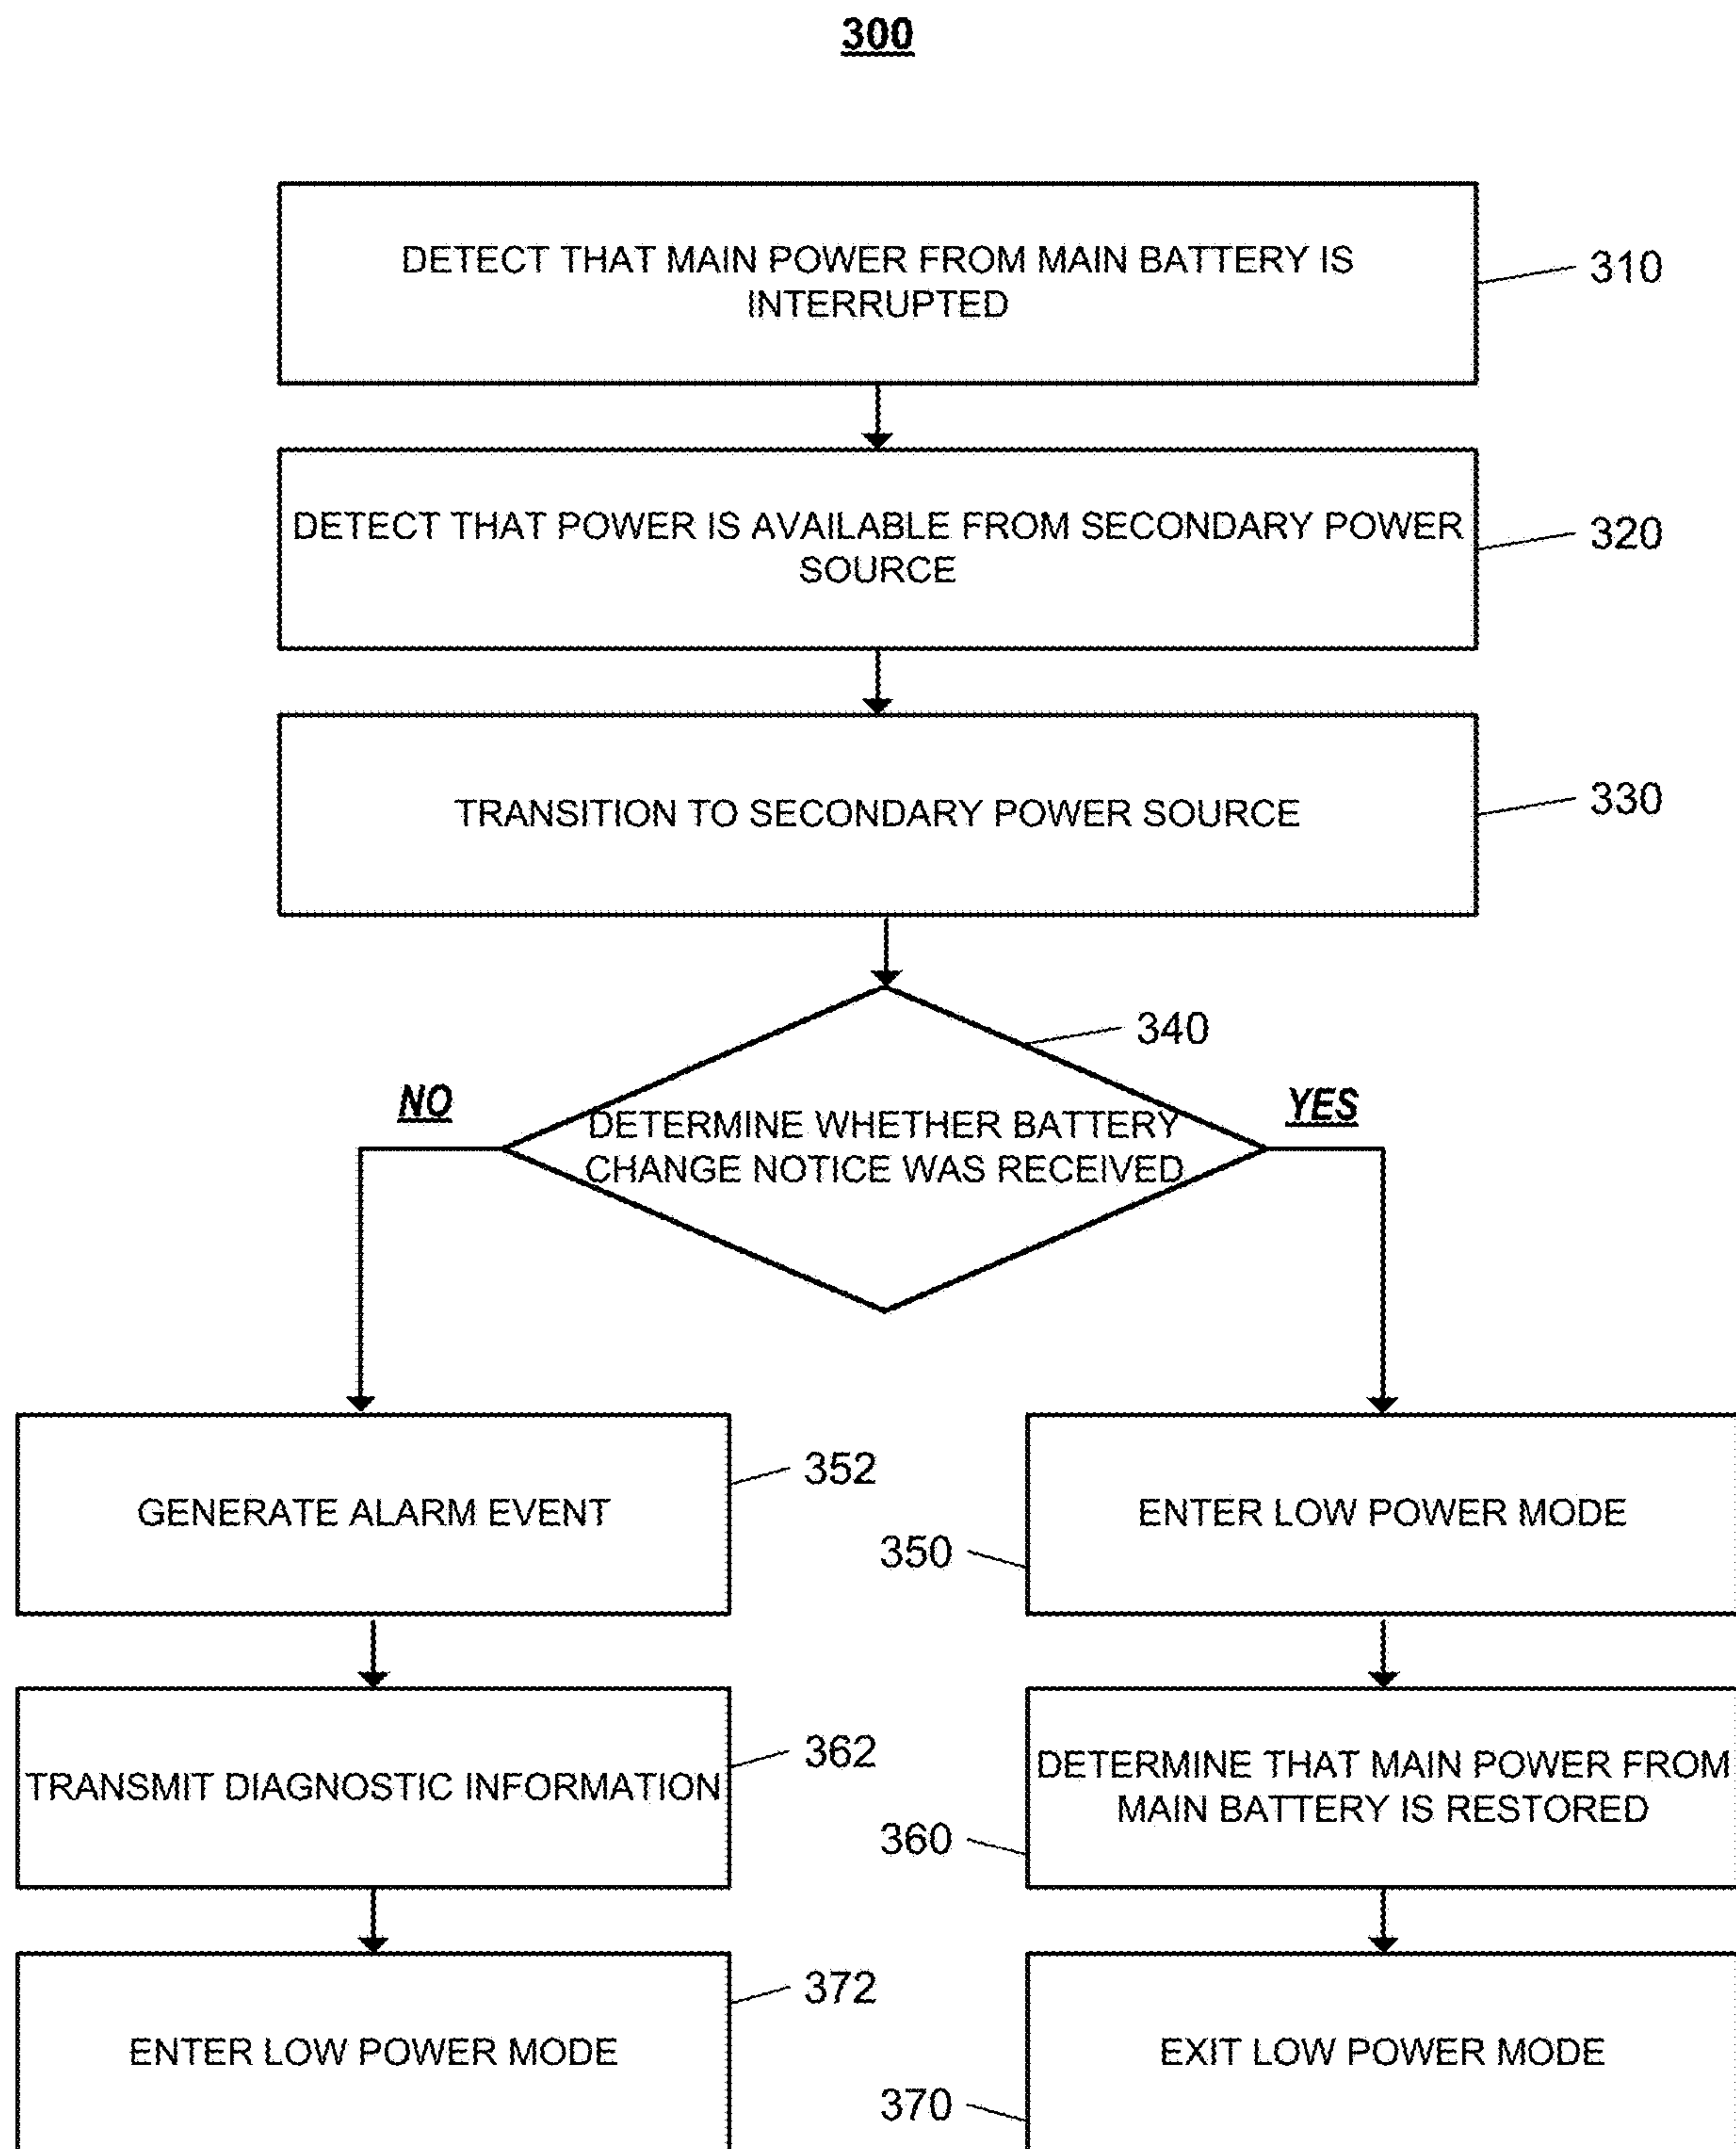 300
DETECT THAT MAIN POWER FROM MAIN BATTERY IS
INTERRUPTED
310
DETECT THAT POWER IS AVAILABLE FROM SECONDARY POWER
SOURCE
320
TRANSITION TO SECONDARY POWER SOURCE
330
340
NO
YES
DETERMINE WHETHER BATTERY
CHANGE NOTICE WAS RECEIVED
GENERATE ALARM EVENT
352
ENTER LOW POWER MODE
350
TRANSMIT DIAGNOSTIC INFORMATION
362
DETERMINE THAT MAIN POWER FROM
MAIN BATTERY IS RESTORED
360
ENTER LOW POWER MODE
372
EXIT LOW POWER MODE
370